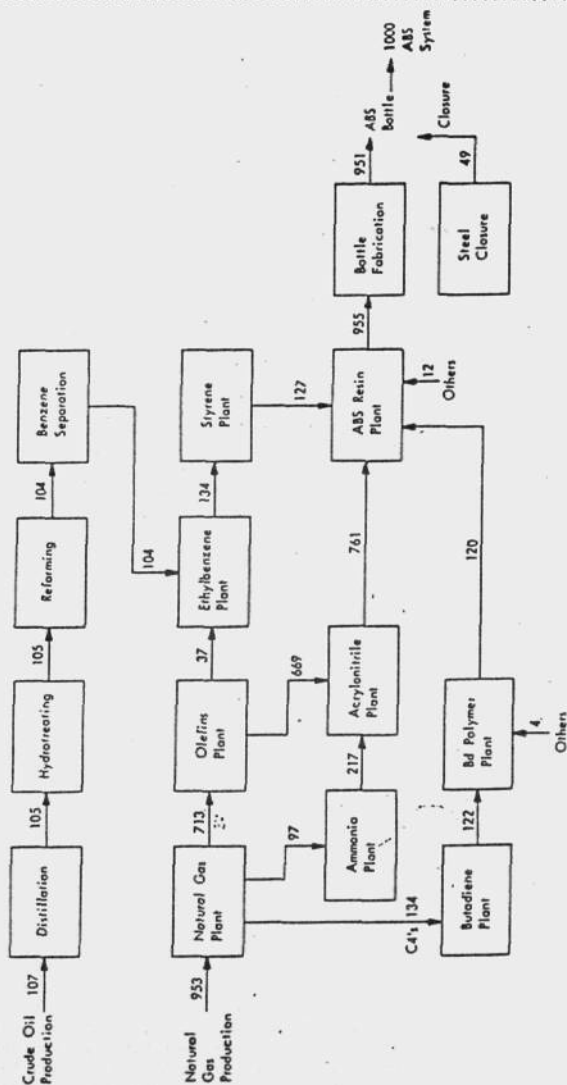 Crude Oil
Production
107
Distillation
105
Hydrotreating
105
Reforming
104
Benzene
Separation
104
Natural
Gas
Production
953
Natural Gas
Plant
713
Olefins
Plant
37
Ethylbenzene
Plant
134
Styrene
Plant
127
97
669
Ammonia
Plant
217
Acrylonitrile
Plant
761
C4's
134
Butadiene
Plant
122
Bd Polymer
Plant
4
Others
120
ABS Resin
Plant
12
Others
955
Bottle
Fabrication
951
ABS
Bottle
1000
ABS
System
Steel
Closure
49
Closure